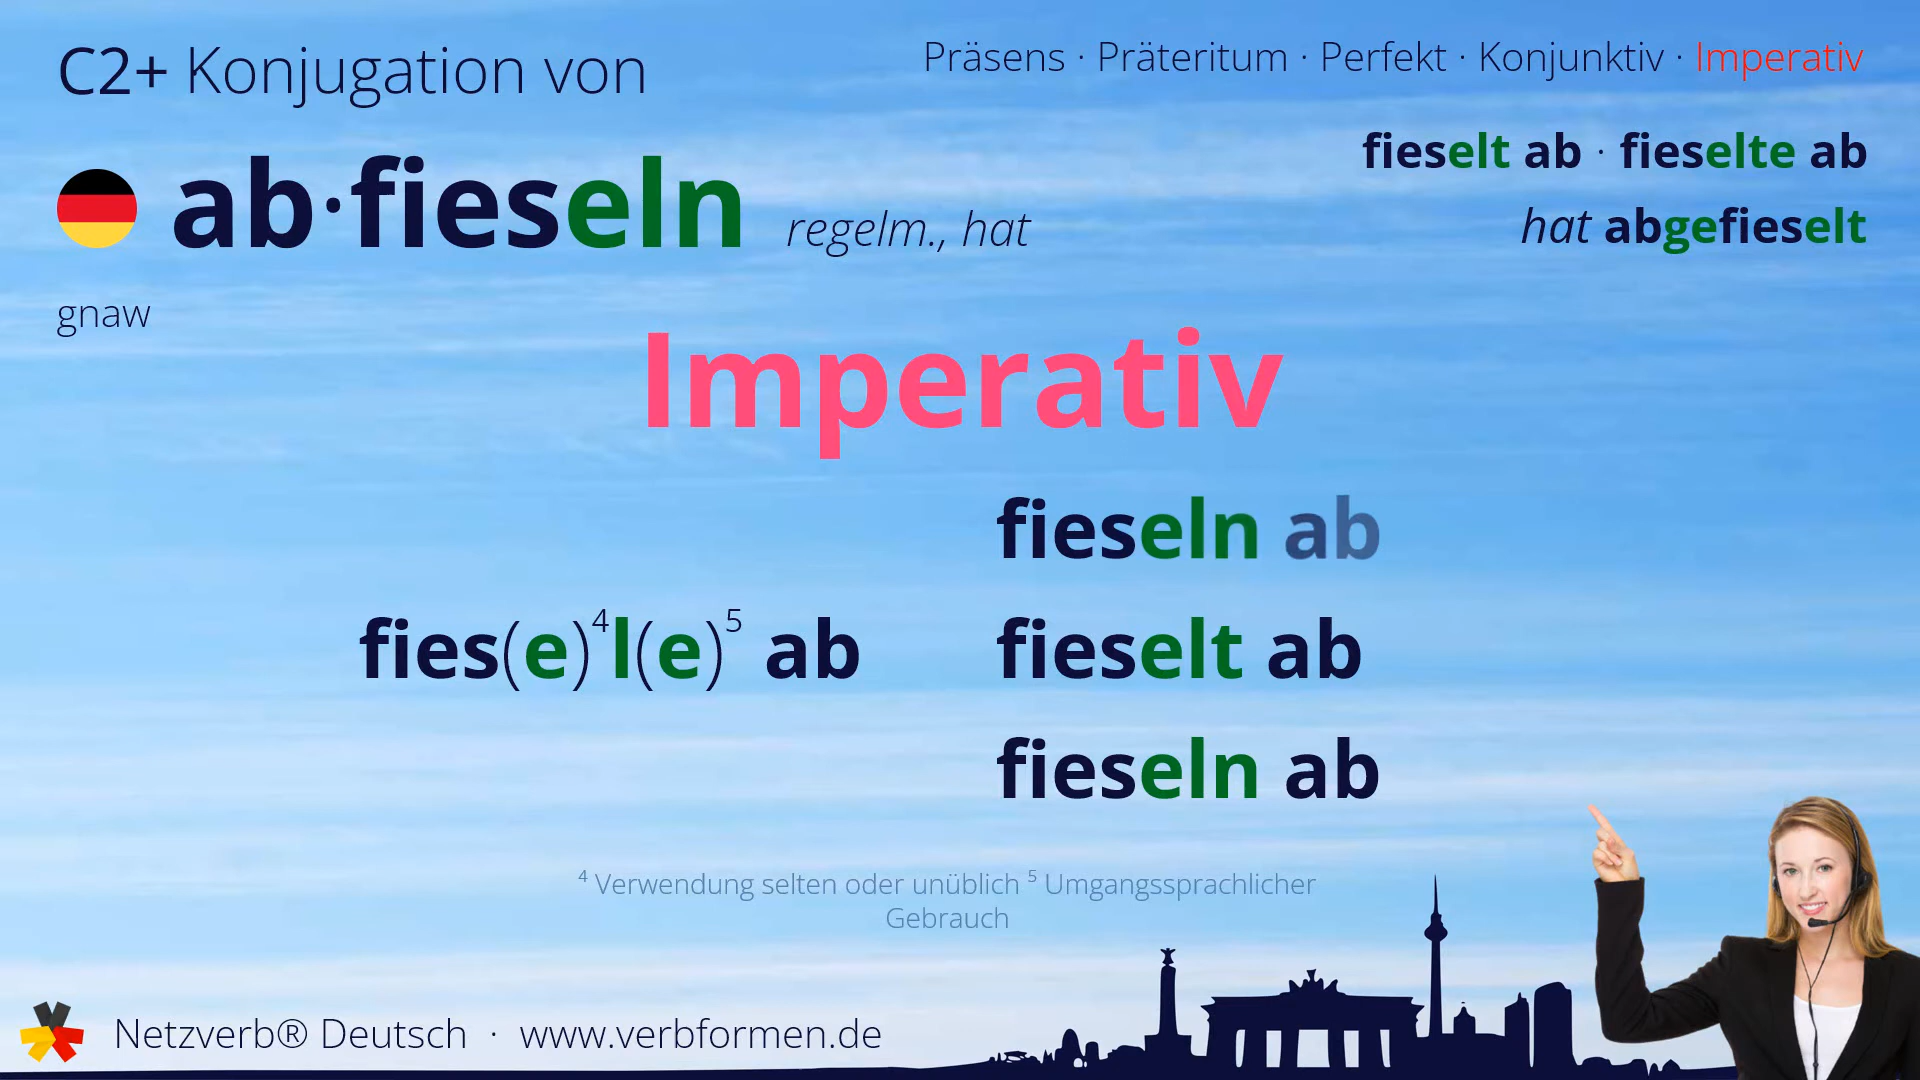 C2+ Konjugation von
Präsens · Präteritum · Perfekt · Konjunktiv · Imperativ
ab·fieseln regelm., hat
fieselt ab · fieselte ab
hat abgefieselt
gnaw
Imperativ
fieseln ab
fies(e)⁴l(e)⁵ ab
fieselt ab
fieseln ab
⁴ Verwendung selten oder unüblich ⁵ Umgangssprachlicher
Gebrauch
Netzverb® Deutsch · www.verbformen.de